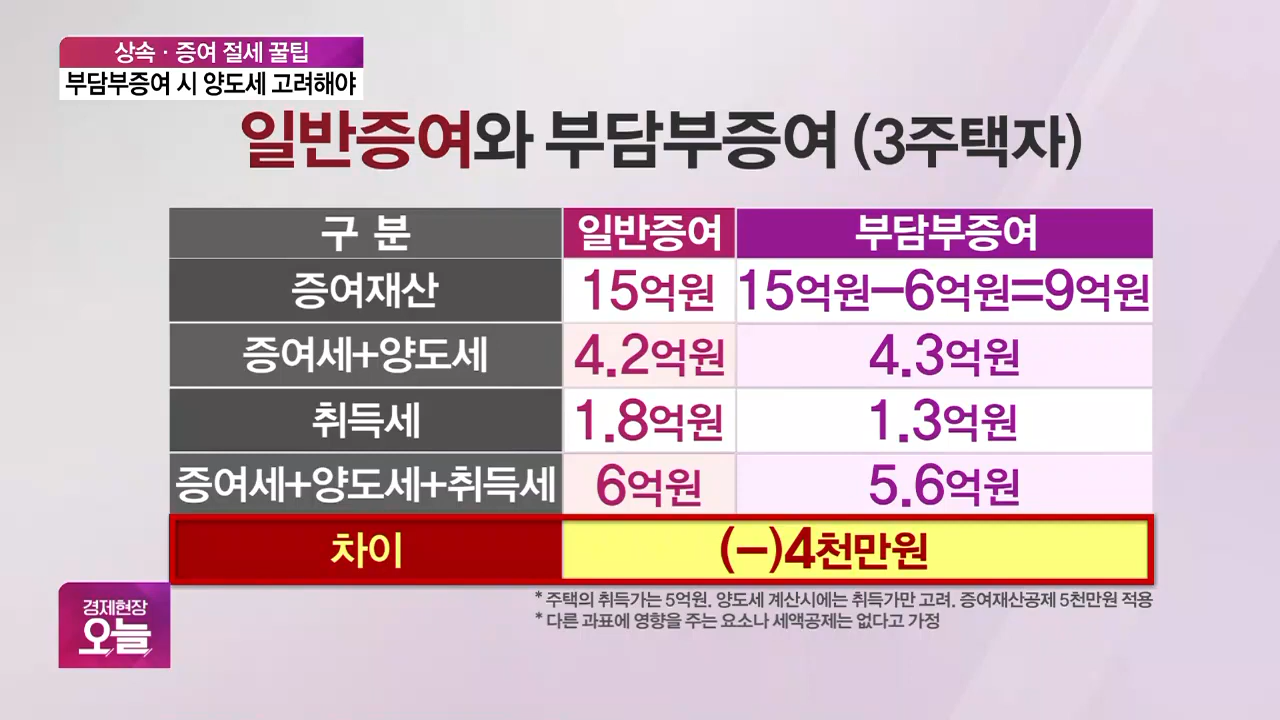 상속·증여 절세 꿀팁
부담부증여 시 양도세 고려해야
일반증여와 부담부증여 (3주택자)
구 분 일반증여 부담부증여
증여재산 15억원 15억원-6억원=9억원
증여세+양도세 4.2억원 4.3억원
취득세 1.8억원 1.3억원
증여세+양도세+취득세 6억원 5.6억원
차이 (-)4천만원
* 주택의 취득가는 5억원. 양도세 계산시에는 취득가만 고려. 증여재산공제 5천만원 적용
* 다른 과표에 영향을 주는 요소나 세액공제는 없다고 가정
경제현장
오늘